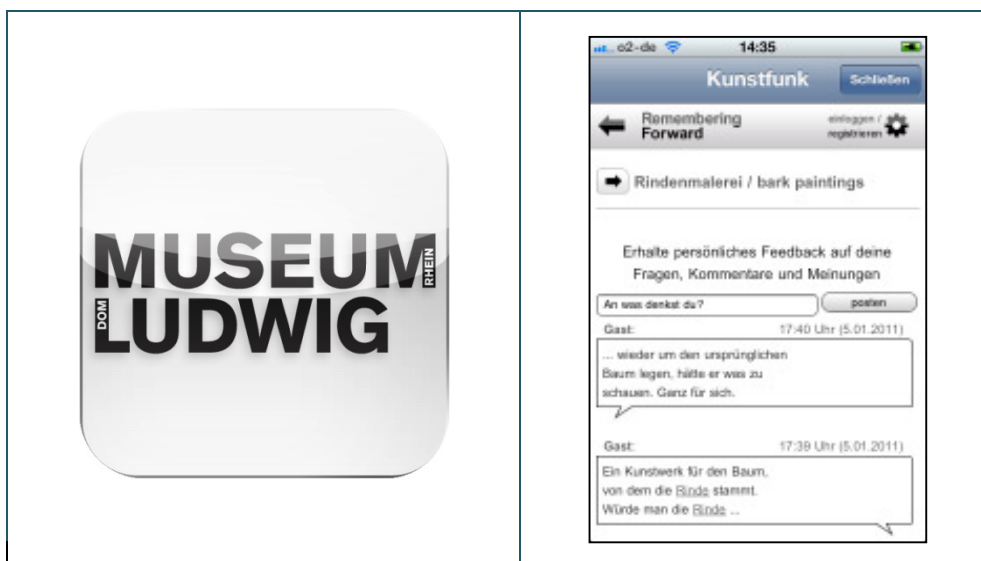 MUSEUM
RHEIN
DOM
LUDWIG
o2-de 14:35
Kunstfunk Schließen
Remembering
Forward
einloggen /
registrieren
Rindenmalerei / bark paintings
Erhalte persönliches Feedback auf deine
Fragen, Kommentare und Meinungen
An was denkst du? posten
Gast: 17:40 Uhr (5.01.2011)
... wieder um den ursprünglichen
Baum legen, hätte er was zu
schauen. Ganz für sich.
Gast: 17:39 Uhr (5.01.2011)
Ein Kunstwerk für den Baum,
von dem die Rinde stammt.
Würde man die Rinde ...